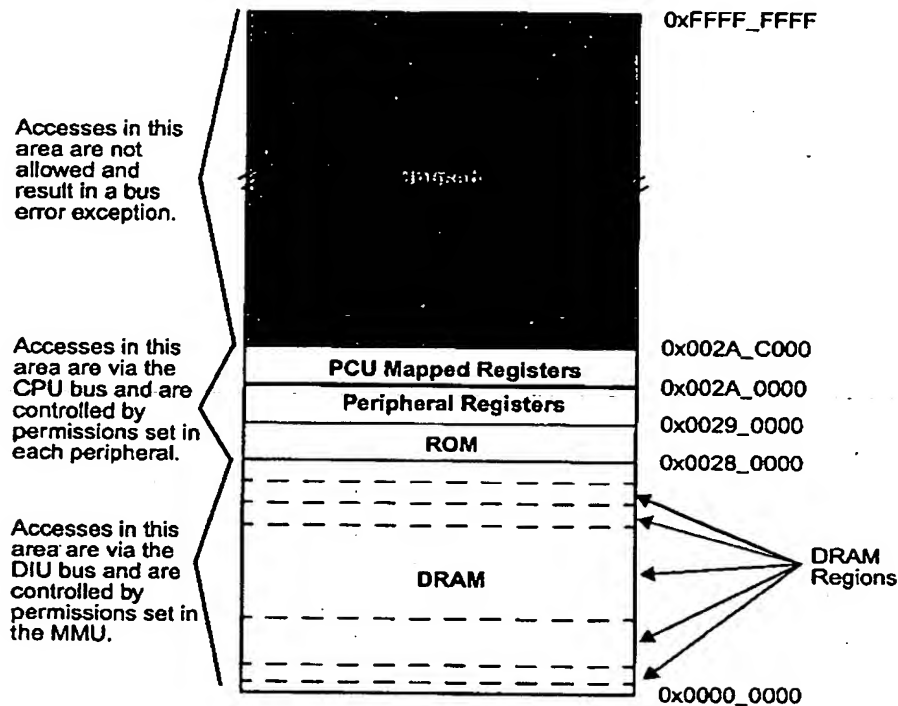 0xFFFF_FFFF
Accesses in this
area are not
allowed and
result in a bus
error exception.
0x002A_C000
Accesses in this
area are via the
CPU bus and are
controlled by
permissions set in
each peripheral.
PCU Mapped Registers
0x002A_0000
Peripheral Registers
0x0029_0000
ROM
0x0028_0000
Accesses in this
area are via the
DIU bus and are
controlled by
permissions set in
the MMU.
DRAM
DRAM
Regions
0x0000_0000